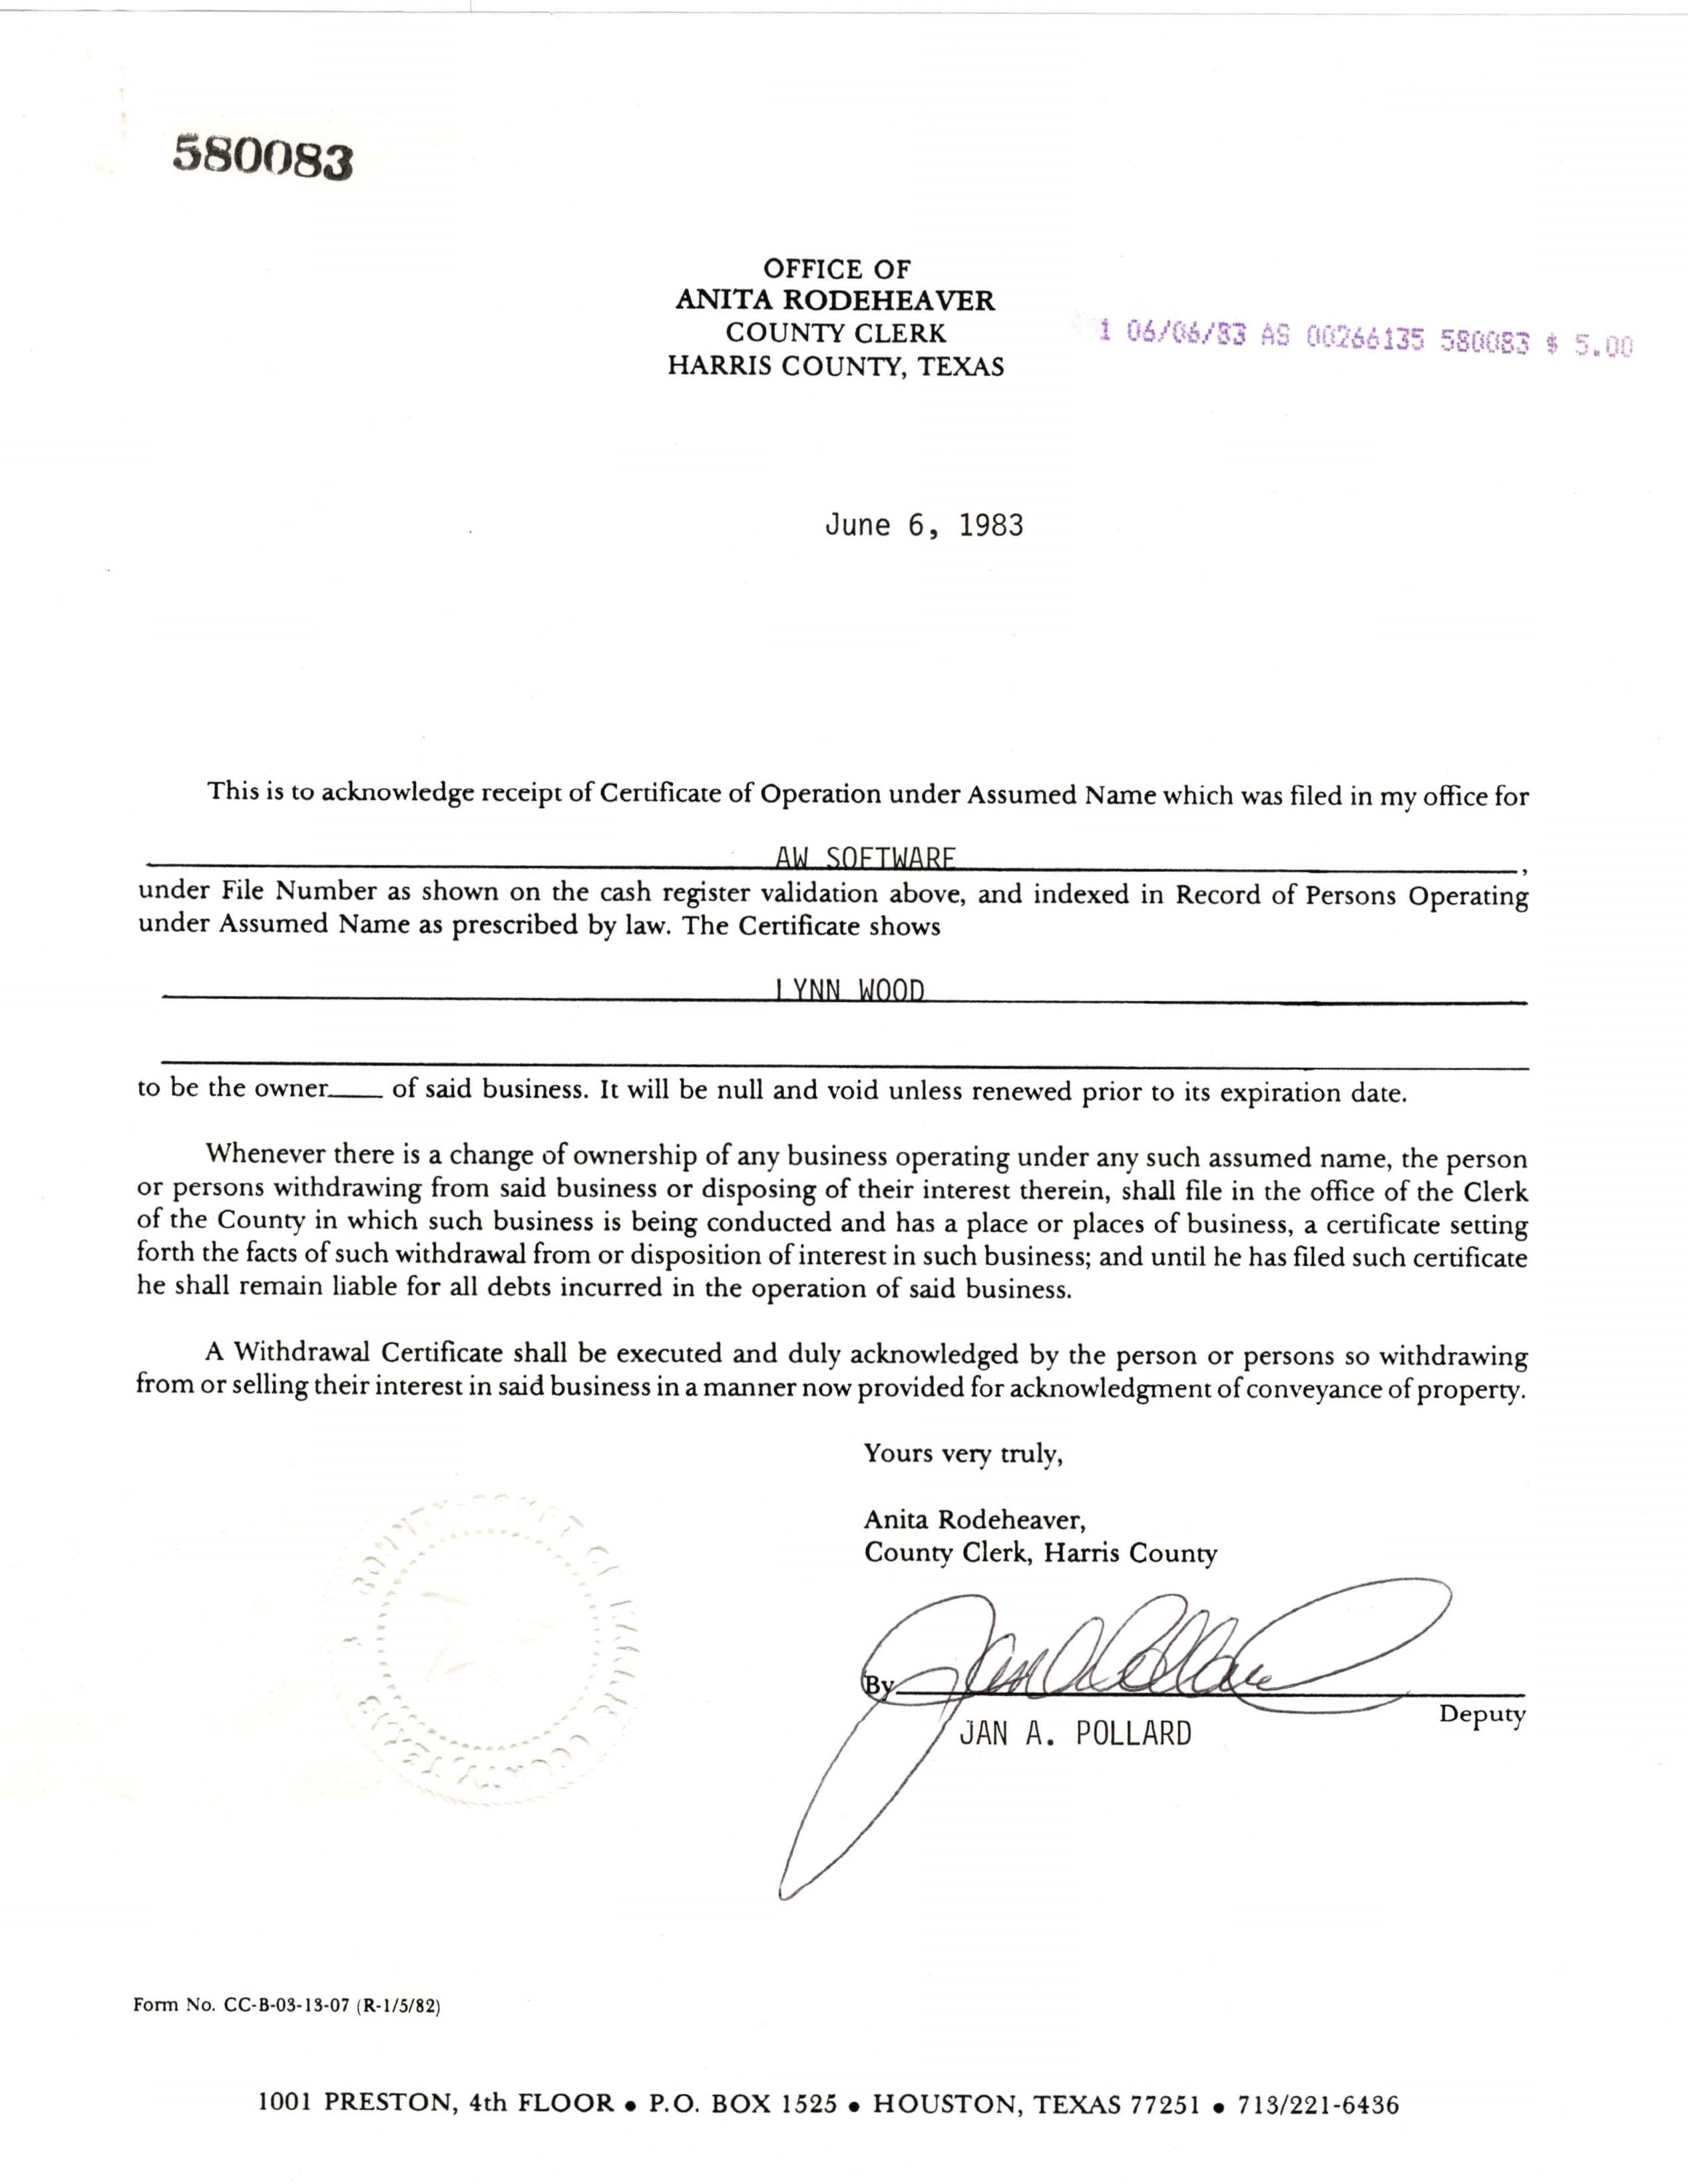 580083
OFFICE OF
ANITA RODEHEAVER
COUNTY CLERK
HARRIS COUNTY, TEXAS
1 06/06/83 AS 00266135 580083 $ 5.00
June 6, 1983
This is to acknowledge receipt of Certificate of Operation under Assumed Name which was filed in my office for
AW SOFTWARE,
under File Number as shown on the cash register validation above, and indexed in Record of Persons Operating
under Assumed Name as prescribed by law. The Certificate shows
LYNN WOOD
to be the owner____ of said business. It will be null and void unless renewed prior to its expiration date.
Whenever there is a change of ownership of any business operating under any such assumed name, the person
or persons withdrawing from said business or disposing of their interest therein, shall file in the office of the Clerk
of the County in which such business is being conducted and has a place or places of business, a certificate setting
forth the facts of such withdrawal from or disposition of interest in such business; and until he has filed such certificate
he shall remain liable for all debts incurred in the operation of said business.
A Withdrawal Certificate shall be executed and duly acknowledged by the person or persons so withdrawing
from or selling their interest in said business in a manner now provided for acknowledgment of conveyance of property.
Yours very truly,
Anita Rodeheaver,
County Clerk, Harris County
By Jan A Pollard
Deputy
JAN A. POLLARD
Form No. CC-B-03-13-07 (R-1/5/82)
1001 PRESTON, 4th FLOOR ● P.O. BOX 1525 ● HOUSTON, TEXAS 77251 ● 713/221-6436